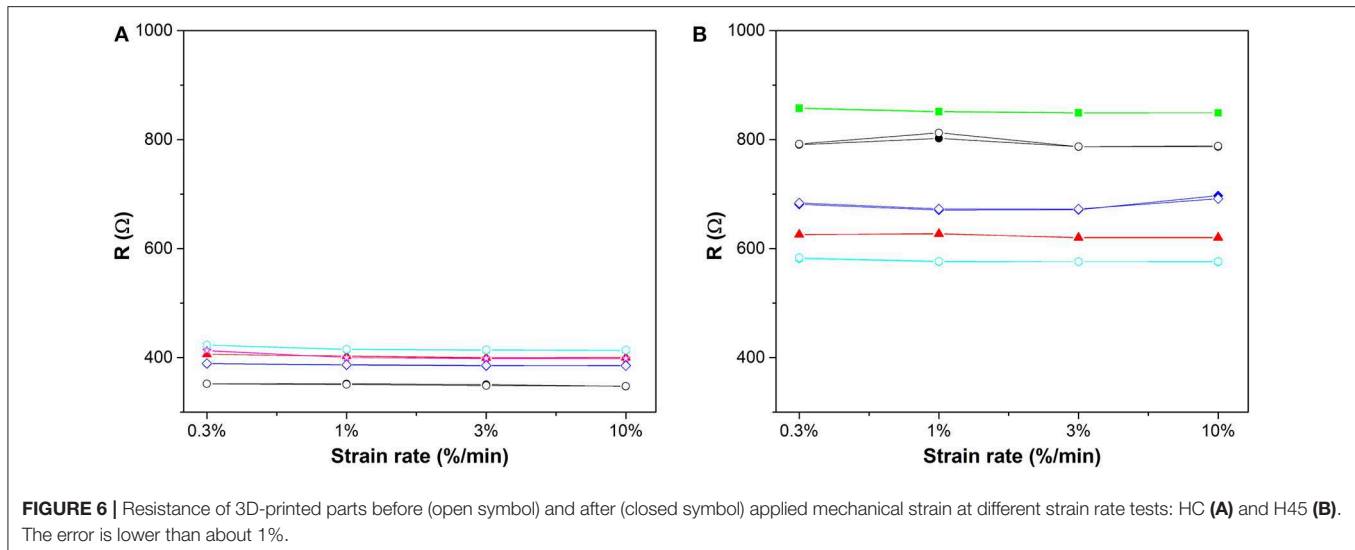 A
1000
800
600
400
R (Ω)
0.3%
1%
3%
10%
Strain rate (%/min)
B
1000
800
600
400
R (Ω)
0.3%
1%
3%
10%
Strain rate (%/min)
FIGURE 6 | Resistance of 3D-printed parts before (open symbol) and after (closed symbol) applied mechanical strain at different strain rate tests: HC (A) and H45 (B).
The error is lower than about 1%.